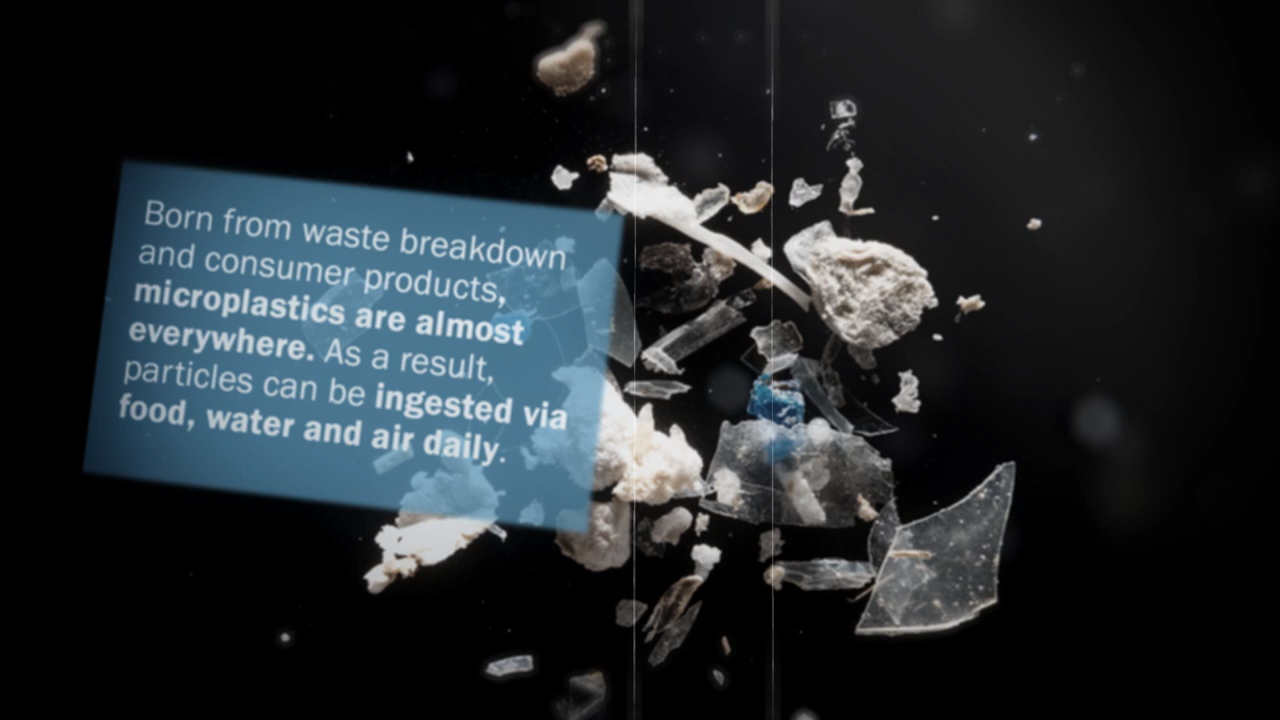 Born from waste breakdown
and consumer products,
microplastics are almost
everywhere. As a result,
particles can be ingested via
food, water and air daily.